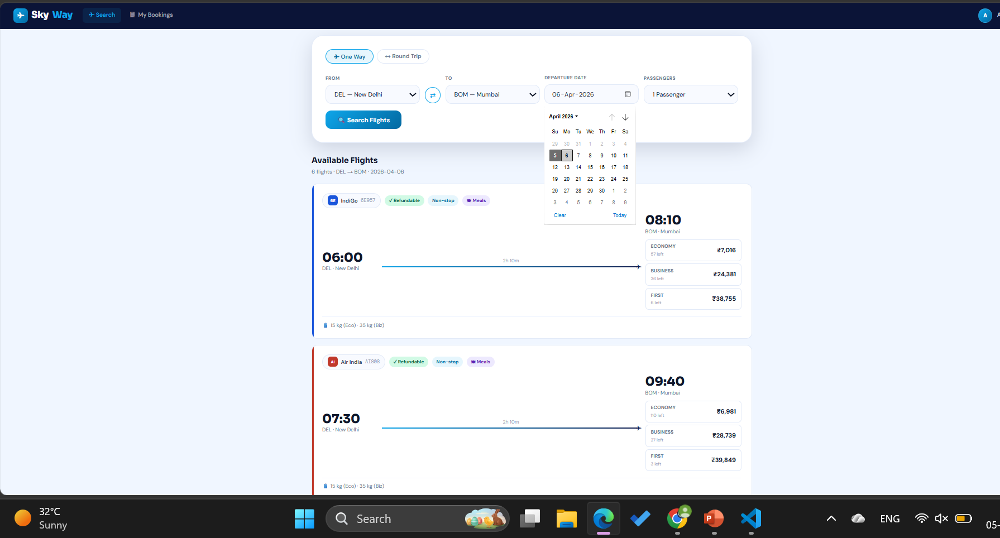 Sky Way
Search
My Bookings
A
One Way
↔ Round Trip
FROM
TO
DEPARTURE DATE
PASSENGERS
DEL — New Delhi
⇄
BOM — Mumbai
06-Apr-2026
1 Passenger
Search Flights
April 2026
Su Mo Tu We Th Fr Sa
29 30 31 1 2 3 4
5 6 7 8 9 10 11
12 13 14 15 16 17 18
19 20 21 22 23 24 25
26 27 28 29 30 1 2
3 4 5 6 7 8 9
Clear
Today
Available Flights
6 flights · DEL → BOM · 2026-04-06
6E IndiGo 6E957
✓ Refundable
Non-stop
Meals
06:00
DEL · New Delhi
2h 10m
08:10
BOM · Mumbai
ECONOMY
57 left
₹7,016
BUSINESS
26 left
₹24,381
FIRST
6 left
₹38,755
15 kg (Eco) · 35 kg (Biz)
AI Air India AI808
✓ Refundable
Non-stop
Meals
07:30
DEL · New Delhi
2h 10m
09:40
BOM · Mumbai
ECONOMY
110 left
₹6,981
BUSINESS
27 left
₹28,739
FIRST
3 left
₹39,849
15 kg (Eco) · 35 kg (Biz)
32°C
Sunny
Search
P
ENG
05-